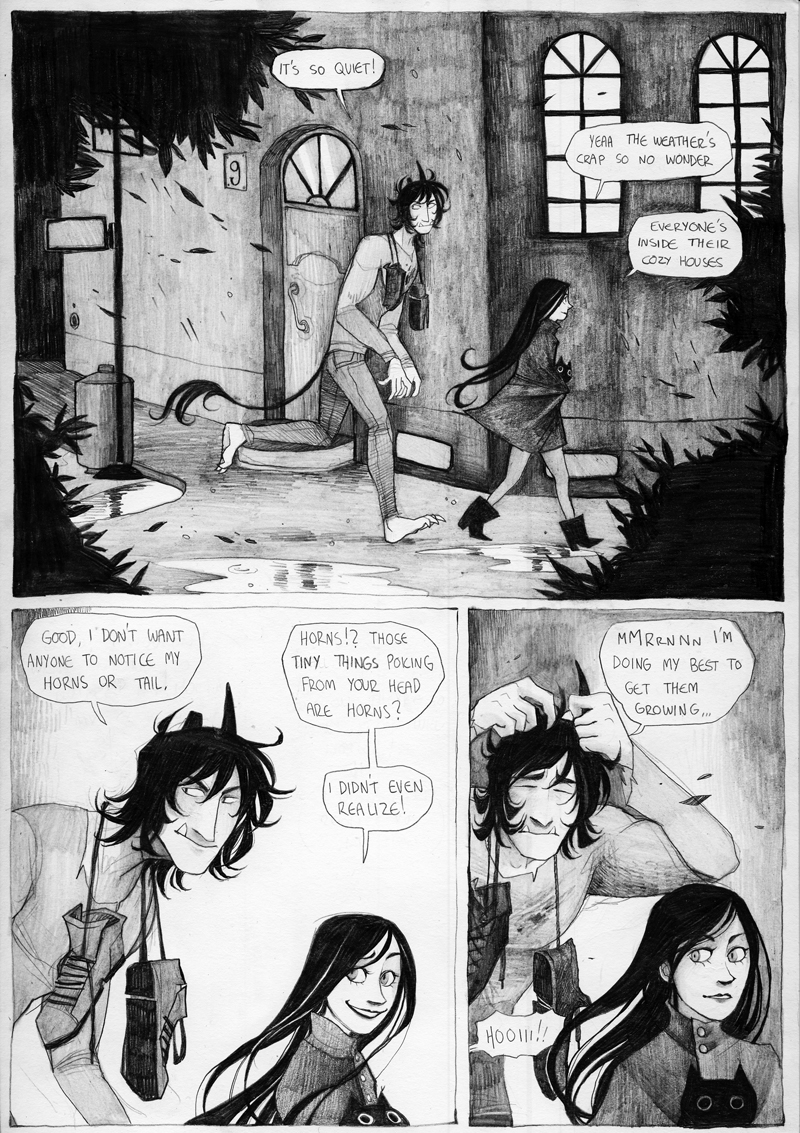 IT'S SO QUIET!
9
YEAH THE WEATHER'S
CRAP SO NO WONDER
EVERYONE'S
INSIDE THEIR
COZY HOUSES
GOOD, I DON'T WANT
ANYONE TO NOTICE MY
HORNS OR TAIL.
HORNS!? THOSE
TINY THINGS POKING
FROM YOUR HEAD
ARE HORNS?
I DIDN'T EVEN
REALIZE!
MMRRNNN I'M
DOING MY BEST TO
GET THEM
GROWING...
HOOIII!!